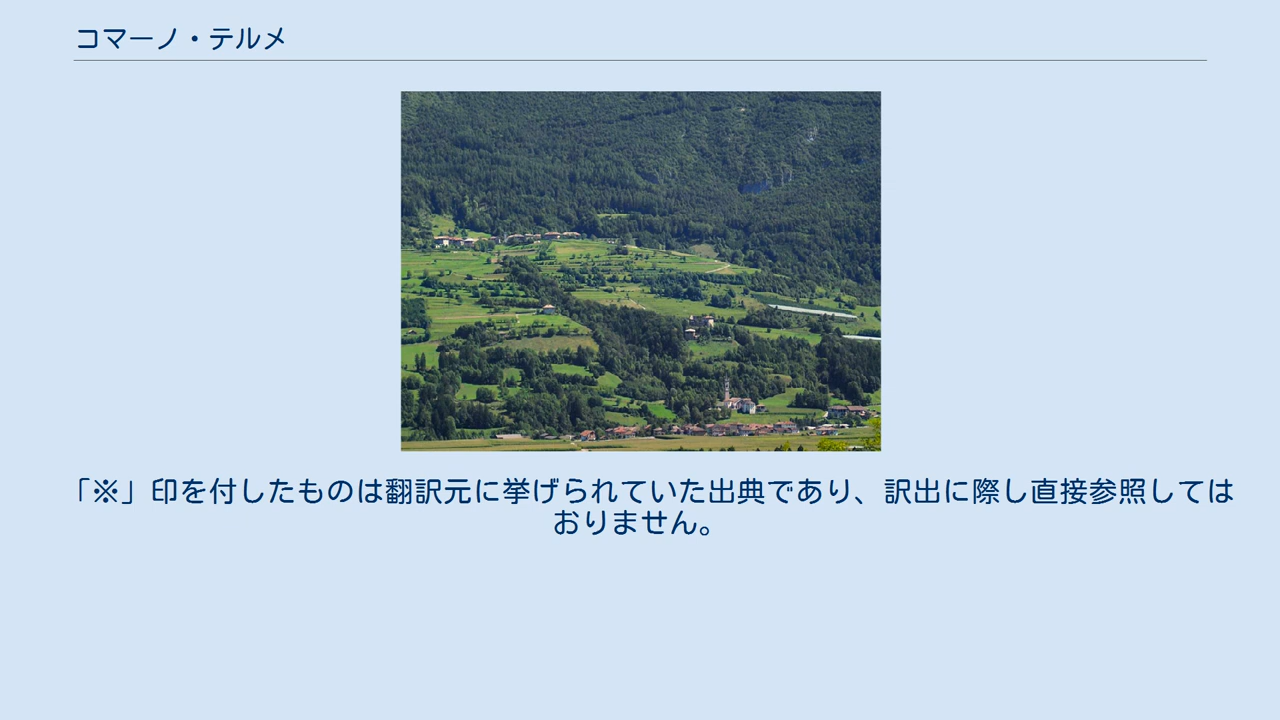 コマーノ・テルメ
「※」印を付したものは翻訳元に挙げられていた出典であり、訳出に際し直接参照しては
おりません。